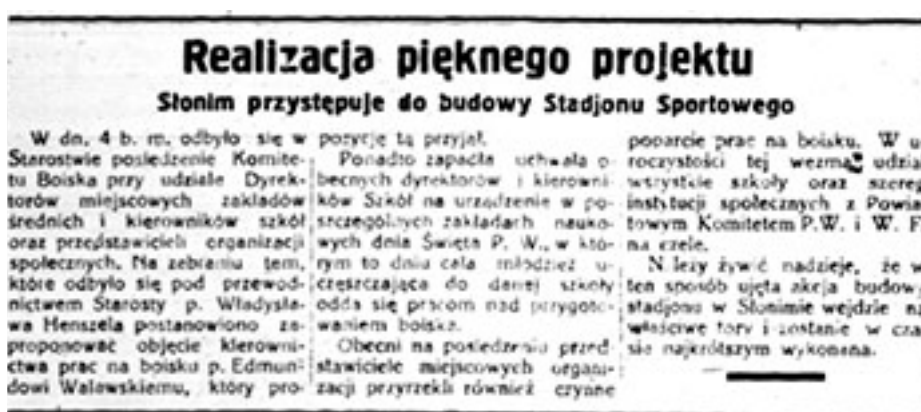 Realizacja pięknego projektu
Słonim przystępuje do budowy Stadjonu Sportowego
W dn. 4 b. m. odbyło się w
Starostwie posiedzenie Komite-
tu Boiska przy udziale Dyrek-
torów miejscowych zakładów
średnich i kierowników szkół
oraz przedstawicieli organizacji
społecznych. Na zebraniu tem,
które odbyło się pod przewod-
nictwem Starosty p. Władysła-
wa Henszela postanowiono za-
proponować objęcie kierowni-
ctwa prac na boisku p. Edmun-
dowi Walawskiemu, który pro-
pozycję tą przyjął.
Ponadto zapadła uchwała o-
becnych dyrektorów i kierowni-
ków Szkół na urządzenie w po-
szczególnych zakładach nauko-
wych dnia Święta P. W., w któ-
rym to dniu cała młodzież u-
częszczająca do danej szkoły
odda się pracom nad przygoto-
waniem boiska.
Obecni na posiedzeniu przed-
stawiciele miejscowych organi-
zacji przyrzekli również czynne
poparcie prac na boisku. W u
roczystości tej wezmą udzia
wszystkie szkoły oraz szereg
instytucji społecznych z Powia
towym Komitetem P.W. i W. F
na czele.
N leży żywić nadzieję, że w
ten sposób ujęta akcja budowy
stadjonu w Słonimie wejdzie na
właściwe tory i zostanie w cza
sie najkrótszym wykonana.